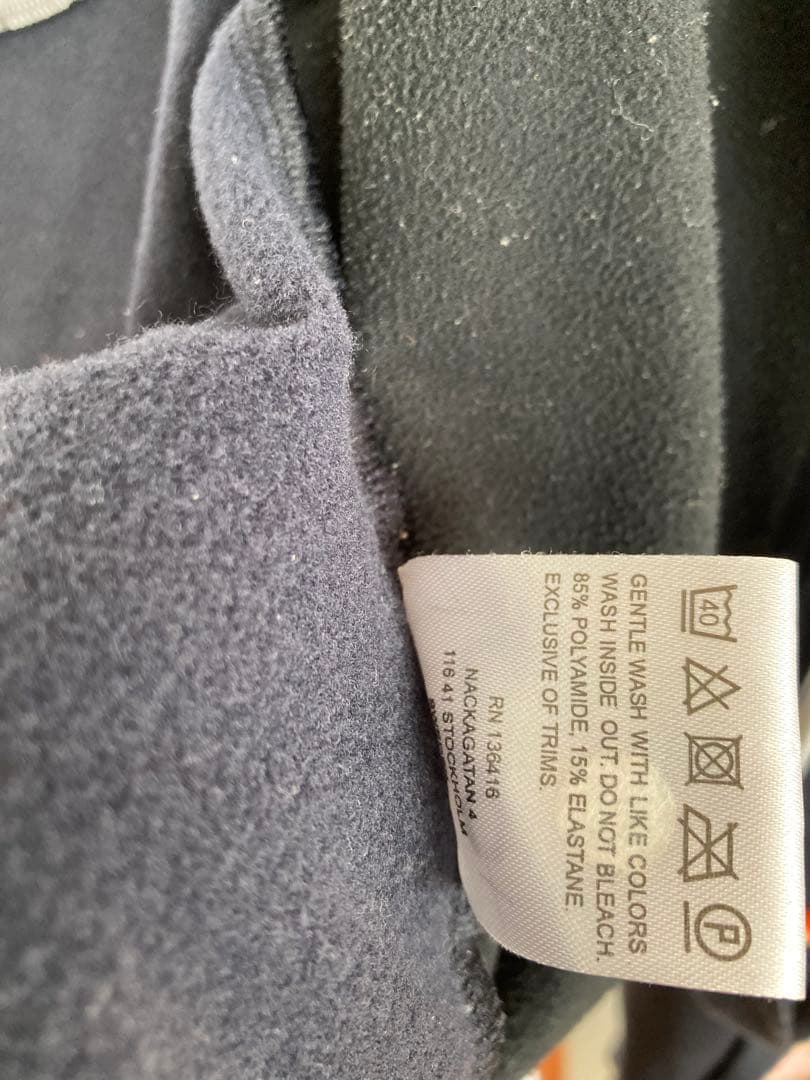 40
P
GENTLE WASH WITH LIKE COLORS
WASH INSIDE OUT. DO NOT BLEACH.
85% POLYAMIDE, 15% ELASTANE.
EXCLUSIVE OF TRIMS.
RN 136416
NACKAGATAN 4
116 41 STOCKHOLM